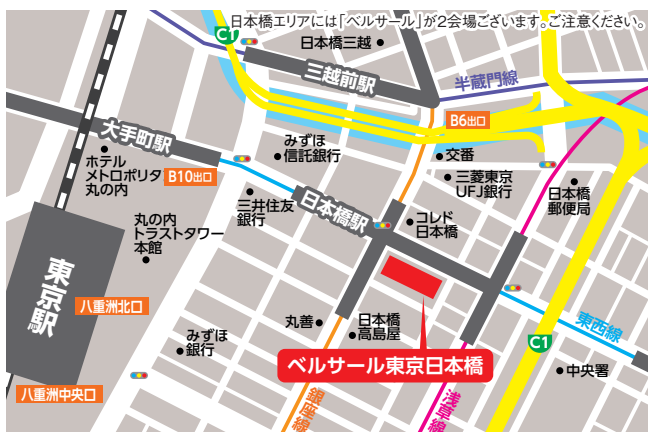 日本橋エリアには「ベルサール」が2会場ございます。ご注意ください。
C1
日本橋三越
三越前駅
半蔵門線
大手町駅
B6出口
みずほ
信託銀行
交番
ホテル
メトロポリタン
丸の内
B10出口
三菱東京
UFJ銀行
三井住友
銀行
日本橋
郵便局
日本橋駅
コレド
日本橋
丸の内
トラストタワー
本館
東京駅
八重洲北口
丸善
日本橋
高島屋
東西線
みずほ
銀行
C1
ベルサール東京日本橋
中央署
八重洲中央口
銀座線
浅草線